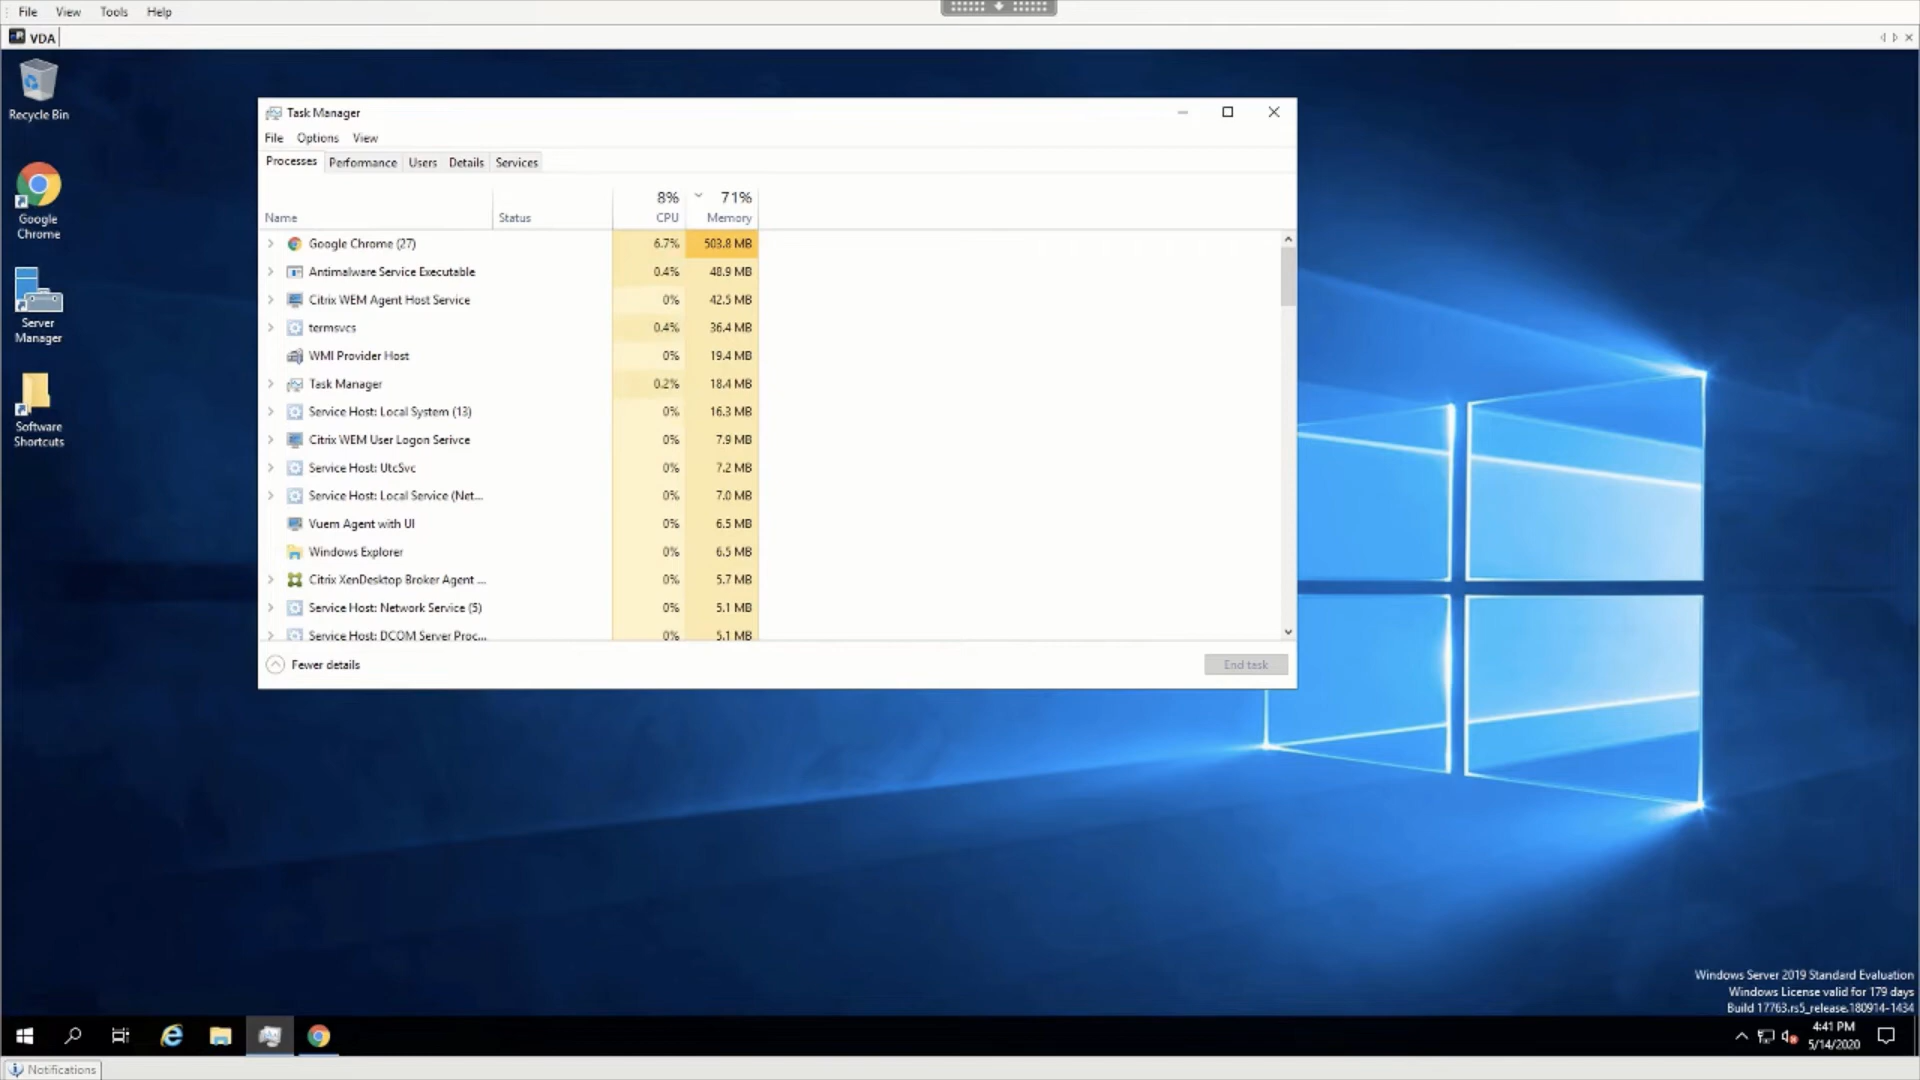 File View Tools Help
VDA
Recycle Bin
Google
Chrome
Server
Manager
Software
Shortcuts
Task Manager
File Options View
Processes Performance Users Details Services
8% 71%
Name Status CPU Memory
Google Chrome (27) 6.7% 503.8 MB
Antimalware Service Executable 0.4% 48.9 MB
Citrix WEM Agent Host Service 0% 42.5 MB
termsvcs 0.4% 36.4 MB
WMI Provider Host 0% 19.4 MB
Task Manager 0.2% 18.4 MB
Service Host: Local System (13) 0% 16.3 MB
Citrix WEM User Logon Serivce 0% 7.9 MB
Service Host: UtcSvc 0% 7.2 MB
Service Host: Local Service (Net... 0% 7.0 MB
Vuem Agent with UI 0% 6.5 MB
Windows Explorer 0% 6.5 MB
Citrix XenDesktop Broker Agent ... 0% 5.7 MB
Service Host: Network Service (5) 0% 5.1 MB
Service Host: DCOM Server Proc... 0% 5.1 MB
Fewer details End task
Windows Server 2019 Standard Evaluation
Windows License valid for 179 days
Build 17763.rs5_release.180914-1434
4:41 PM
5/14/2020
Notifications